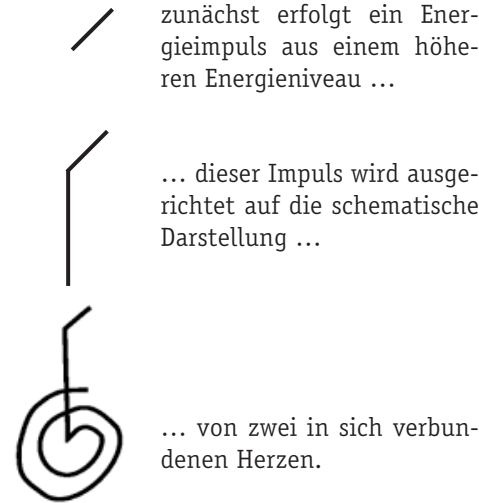 zunächst erfolgt ein Ener-
gieimpuls aus einem höhe-
ren Energieniveau …
… dieser Impuls wird ausge-
richtet auf die schematische
Darstellung …
… von zwei in sich verbun-
denen Herzen.